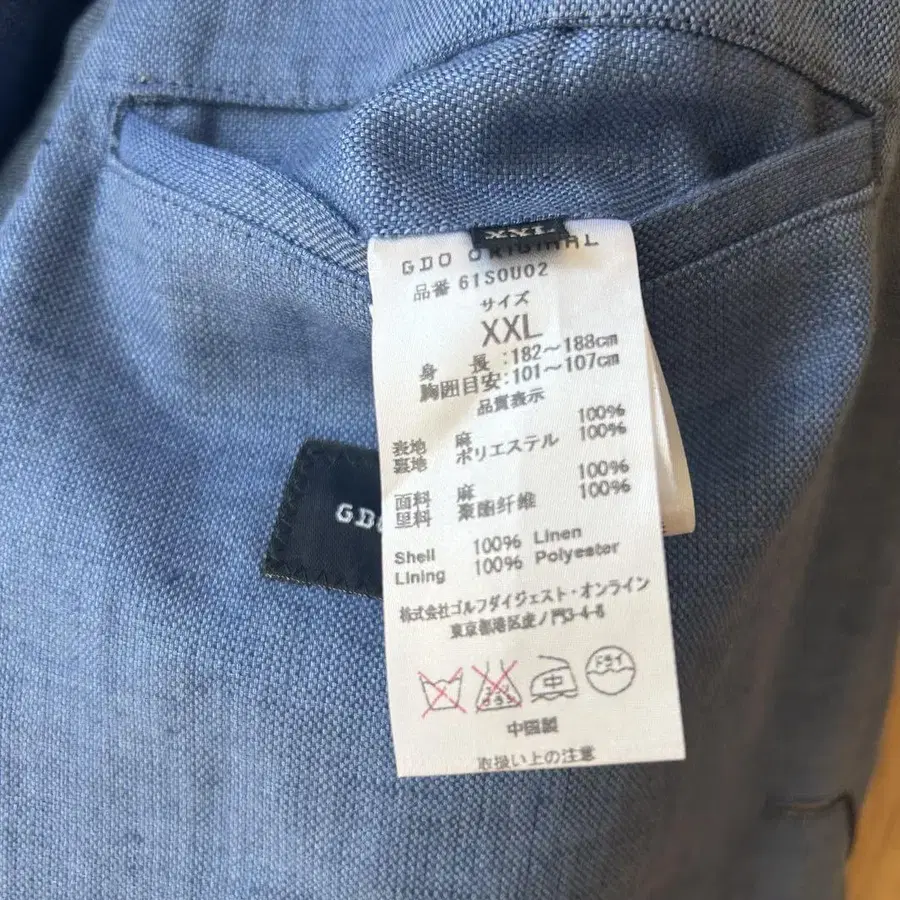 XXL
GDO ORIGINAL
品番 61S0U02
サイズ
XXL
身長:182〜188cm
胸囲目安:101〜107cm
品質表示
表地 麻 100%
裏地 ポリエステル 100%
面料 麻 100%
里料 聚酯纤维 100%
Shell 100% Linen
Lining 100% Polyester
株式会社ゴルフダイジェスト・オンライン
東京都港区虎ノ門3-4-8
中
ドライ
中国製
取扱い上の注意
GDO